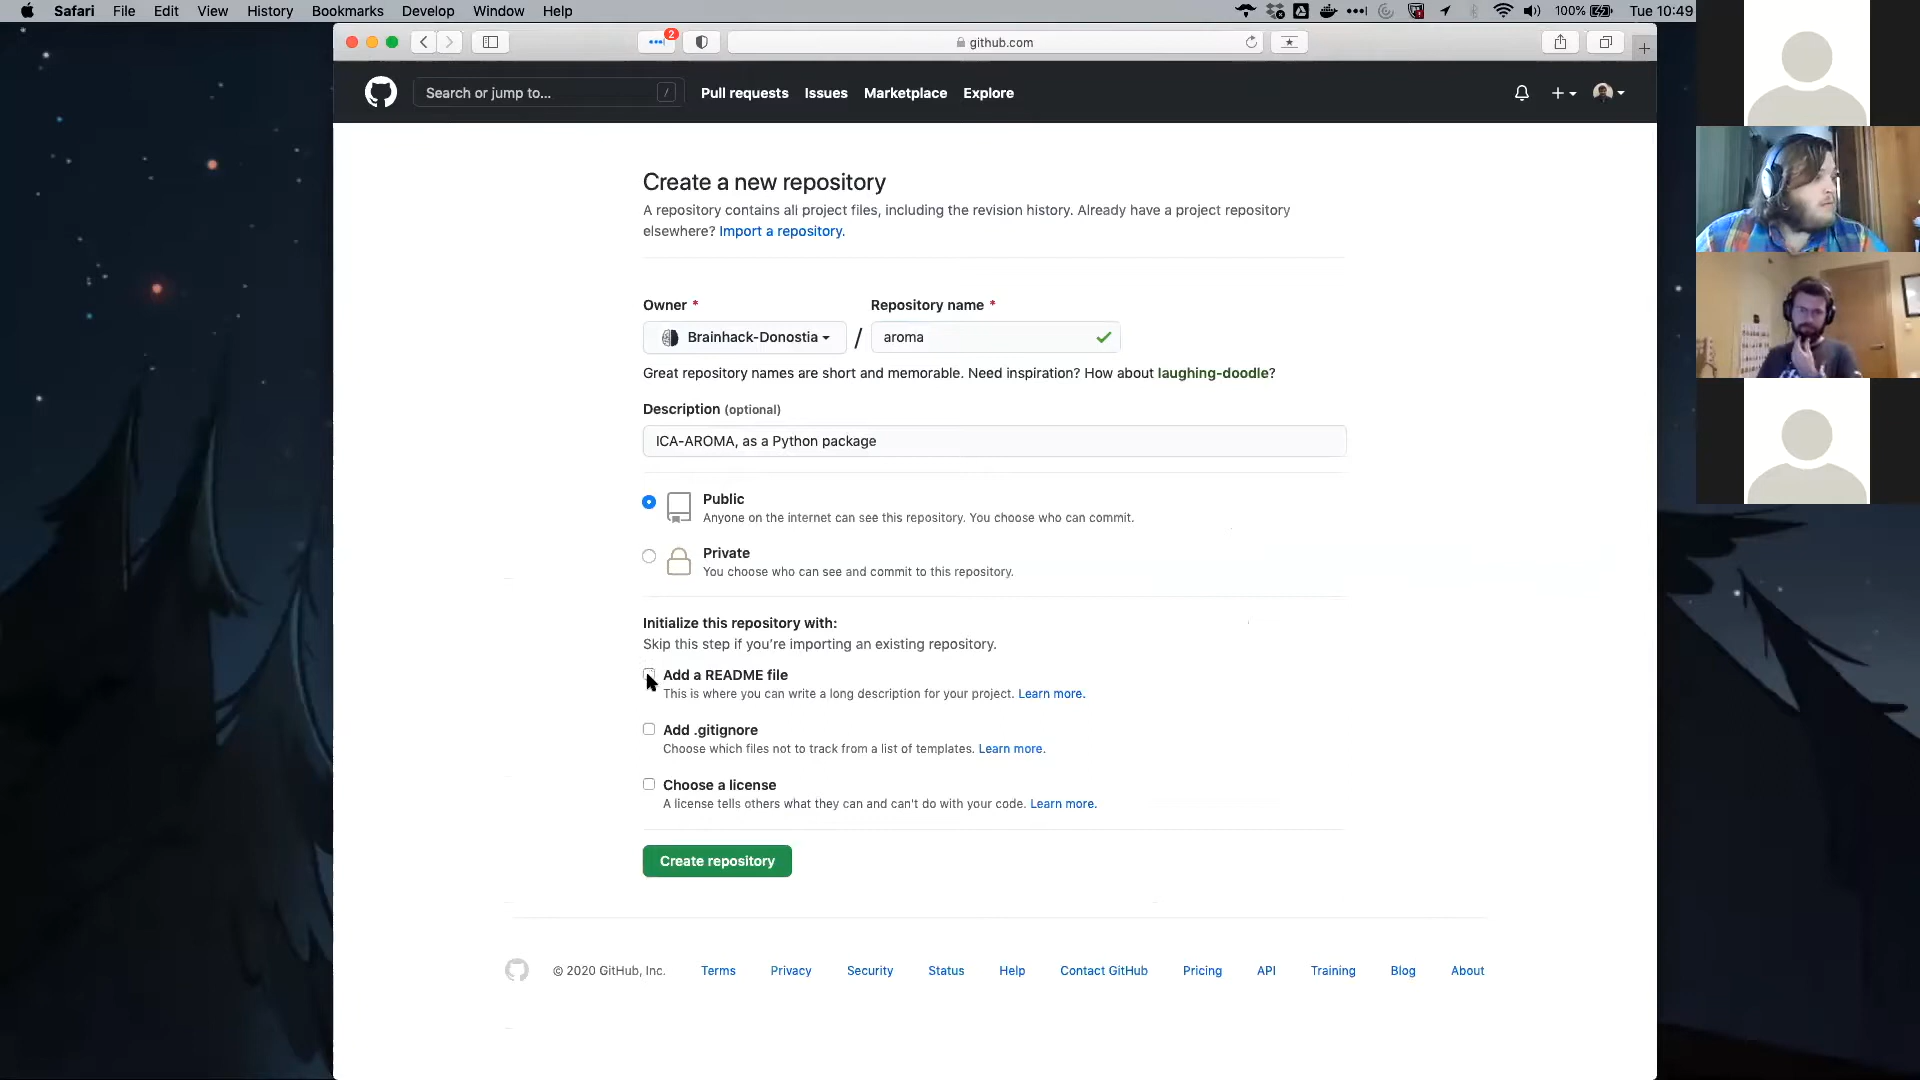 Safari File Edit View History Bookmarks Develop Window Help 100% Tue 10:49
2 github.com
Search or jump to... / Pull requests Issues Marketplace Explore
Create a new repository
A repository contains all project files, including the revision history. Already have a project repository
elsewhere? Import a repository.
Owner * Repository name *
Brainhack-Donostia / aroma
Great repository names are short and memorable. Need inspiration? How about laughing-doodle?
Description (optional)
ICA-AROMA, as a Python package
Public
Anyone on the internet can see this repository. You choose who can commit.
Private
You choose who can see and commit to this repository.
Initialize this repository with:
Skip this step if you're importing an existing repository.
Add a README file
This is where you can write a long description for your project. Learn more.
Add .gitignore
Choose which files not to track from a list of templates. Learn more.
Choose a license
A license tells others what they can and can't do with your code. Learn more.
Create repository
© 2020 GitHub, Inc. Terms Privacy Security Status Help Contact GitHub Pricing API Training Blog About